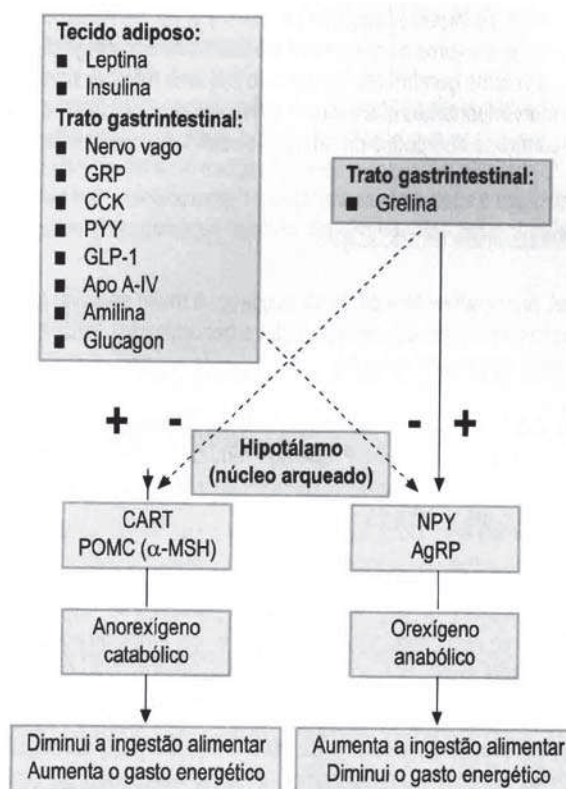 Tecido adiposo:
■ Leptina
■ Insulina
Trato gastrintestinal:
■ Nervo vago
■ GRP
■ CCK
■ PYY
■ GLP-1
■ Apo A-IV
■ Amilina
■ Glucagon
Trato gastrintestinal:
■ Grelina
+ -
- +
Hipotálamo
(núcleo arqueado)
CART
POMC (α-MSH)
NPY
AgRP
Anorexígeno
catabólico
Orexígeno
anabólico
Diminui a ingestão alimentar
Aumenta o gasto energético
Aumenta a ingestão alimentar
Diminui o gasto energético